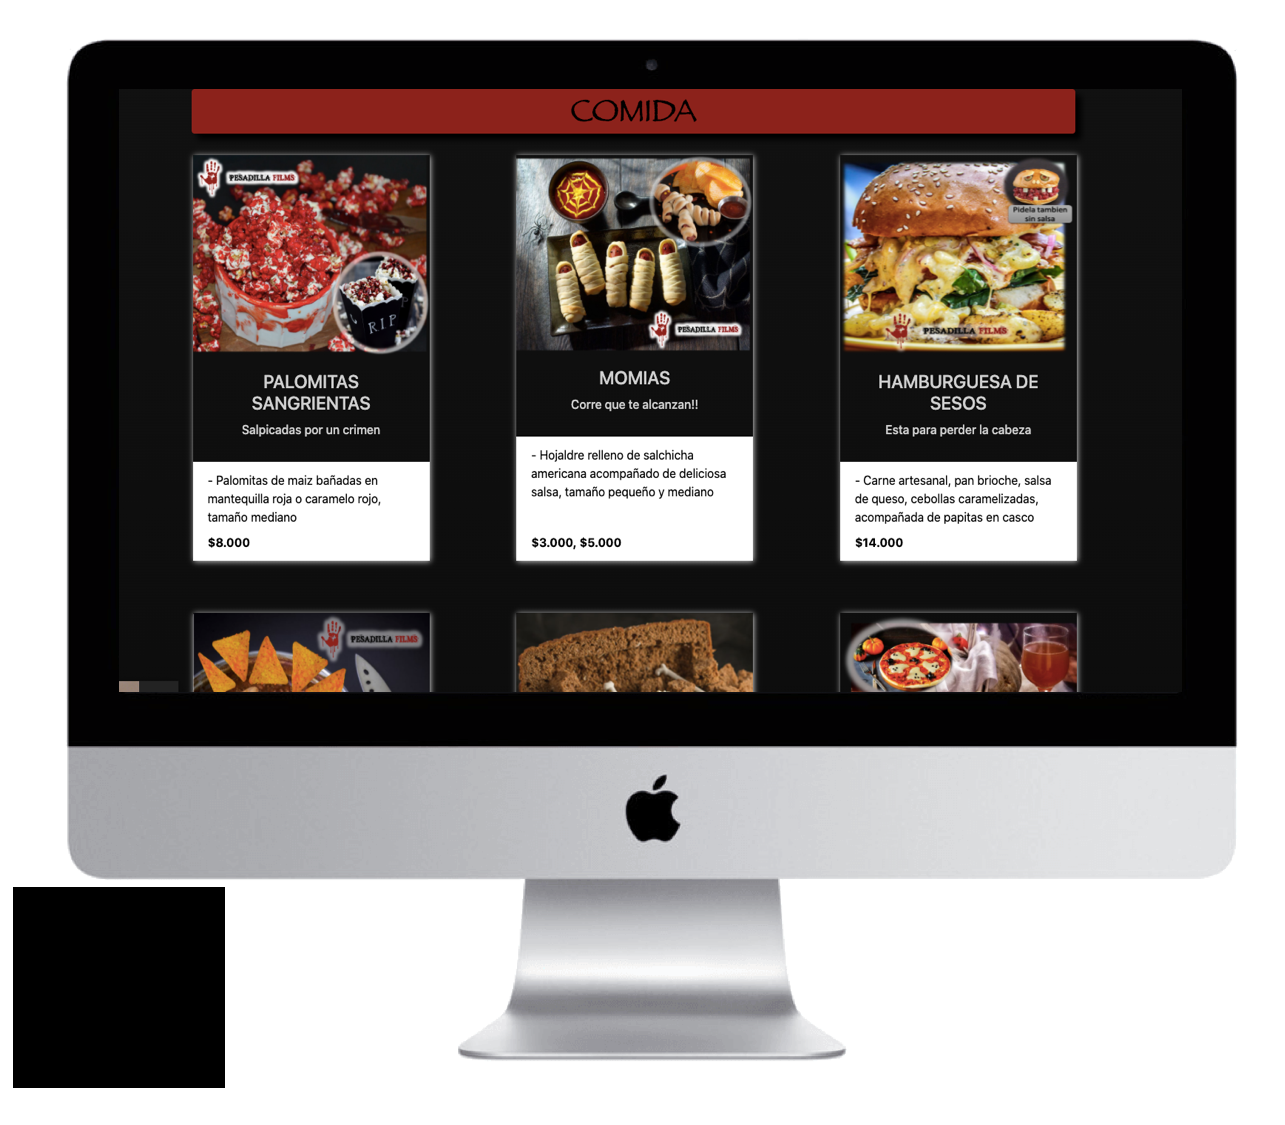 COMIDA
PESADILLA FILMS
RIP
PALOMITAS
SANGRIENTAS
Salpicadas por un crimen
- Palomitas de maiz bañadas en
mantequilla roja o caramelo rojo,
tamaño mediano
$8.000
PESADILLA FILMS
MOMIAS
Corre que te alcanzan!!
- Hojaldre relleno de salchicha
americana acompañado de deliciosa
salsa, tamaño pequeño y mediano
$3.000, $5.000
Pidela tambien
sin salsa
PESADILLA FILMS
HAMBURGUESA DE
SESOS
Esta para perder la cabeza
- Carne artesanal, pan brioche, salsa
de queso, cebollas caramelizadas,
acompañada de papitas en casco
$14.000
PESADILLA FILMS